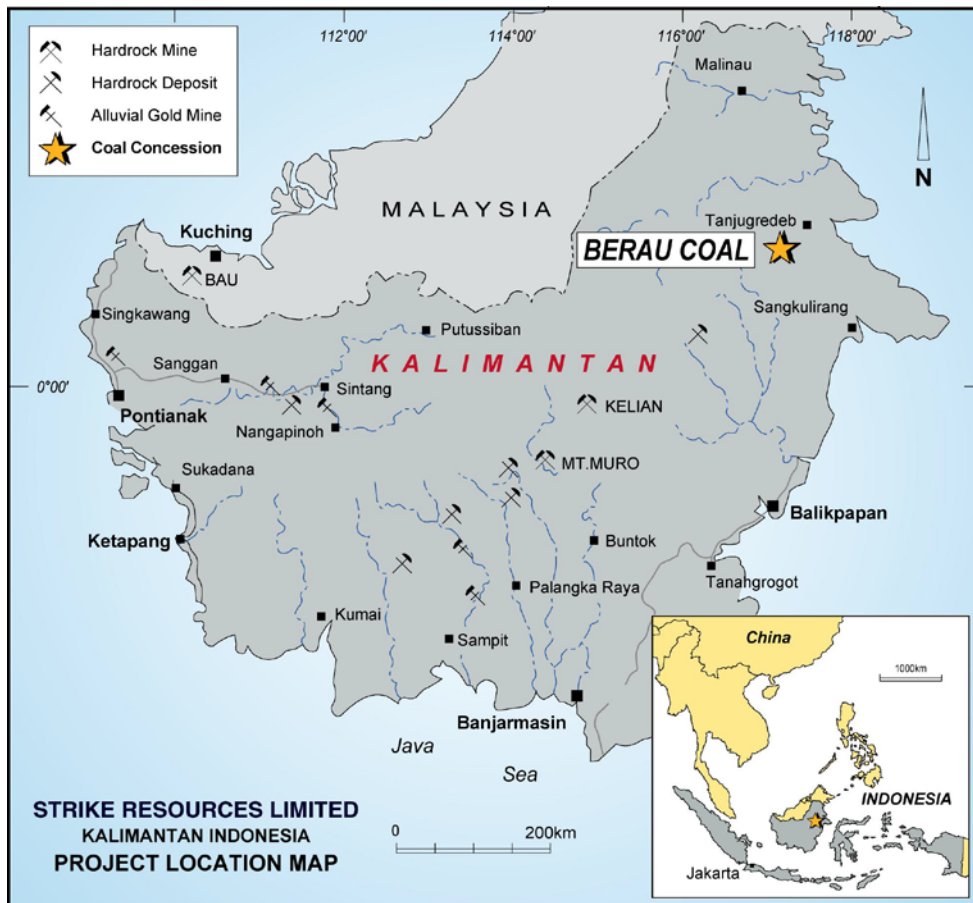 112°00'
114°00'
116°00'
118°00'
Hardrock Mine
Hardrock Deposit
Alluvial Gold Mine
Coal Concession
Malinau
N
MALAYSIA
Tanjugredeb
Kuching
BERAU COAL
BAU
Sangkulirang
Singkawang
Putussiban
Sanggan
KALIMANTAN
0°00'
Sintang
KELIAN
Pontianak
Nangapinoh
MT.MURO
Sukadana
Balikpapan
Ketapang
Buntok
Tanahgrogot
Palangka Raya
Kumai
Sampit
Banjarmasin
Java
Sea
STRIKE RESOURCES LIMITED
KALIMANTAN INDONESIA
PROJECT LOCATION MAP
0 200km
China
1000km
INDONESIA
Jakarta